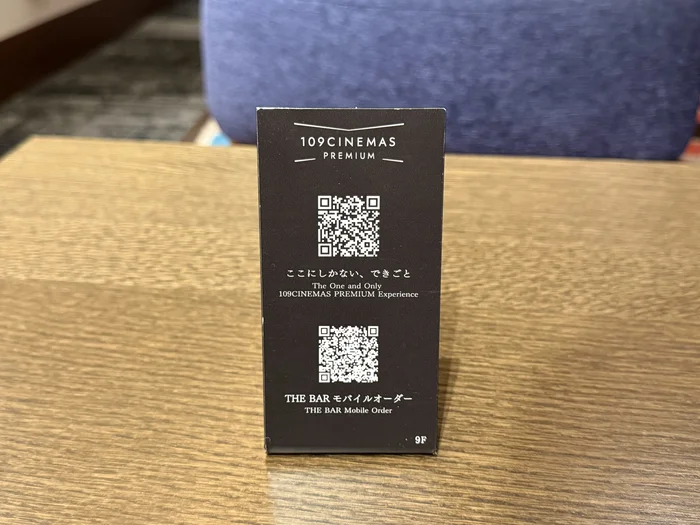 109CINEMAS
PREMIUM
ここにしかない、できごと
The One and Only
109CINEMAS PREMIUM Experience
THE BAR モバイルオーダー
THE BAR Mobile Order
9F